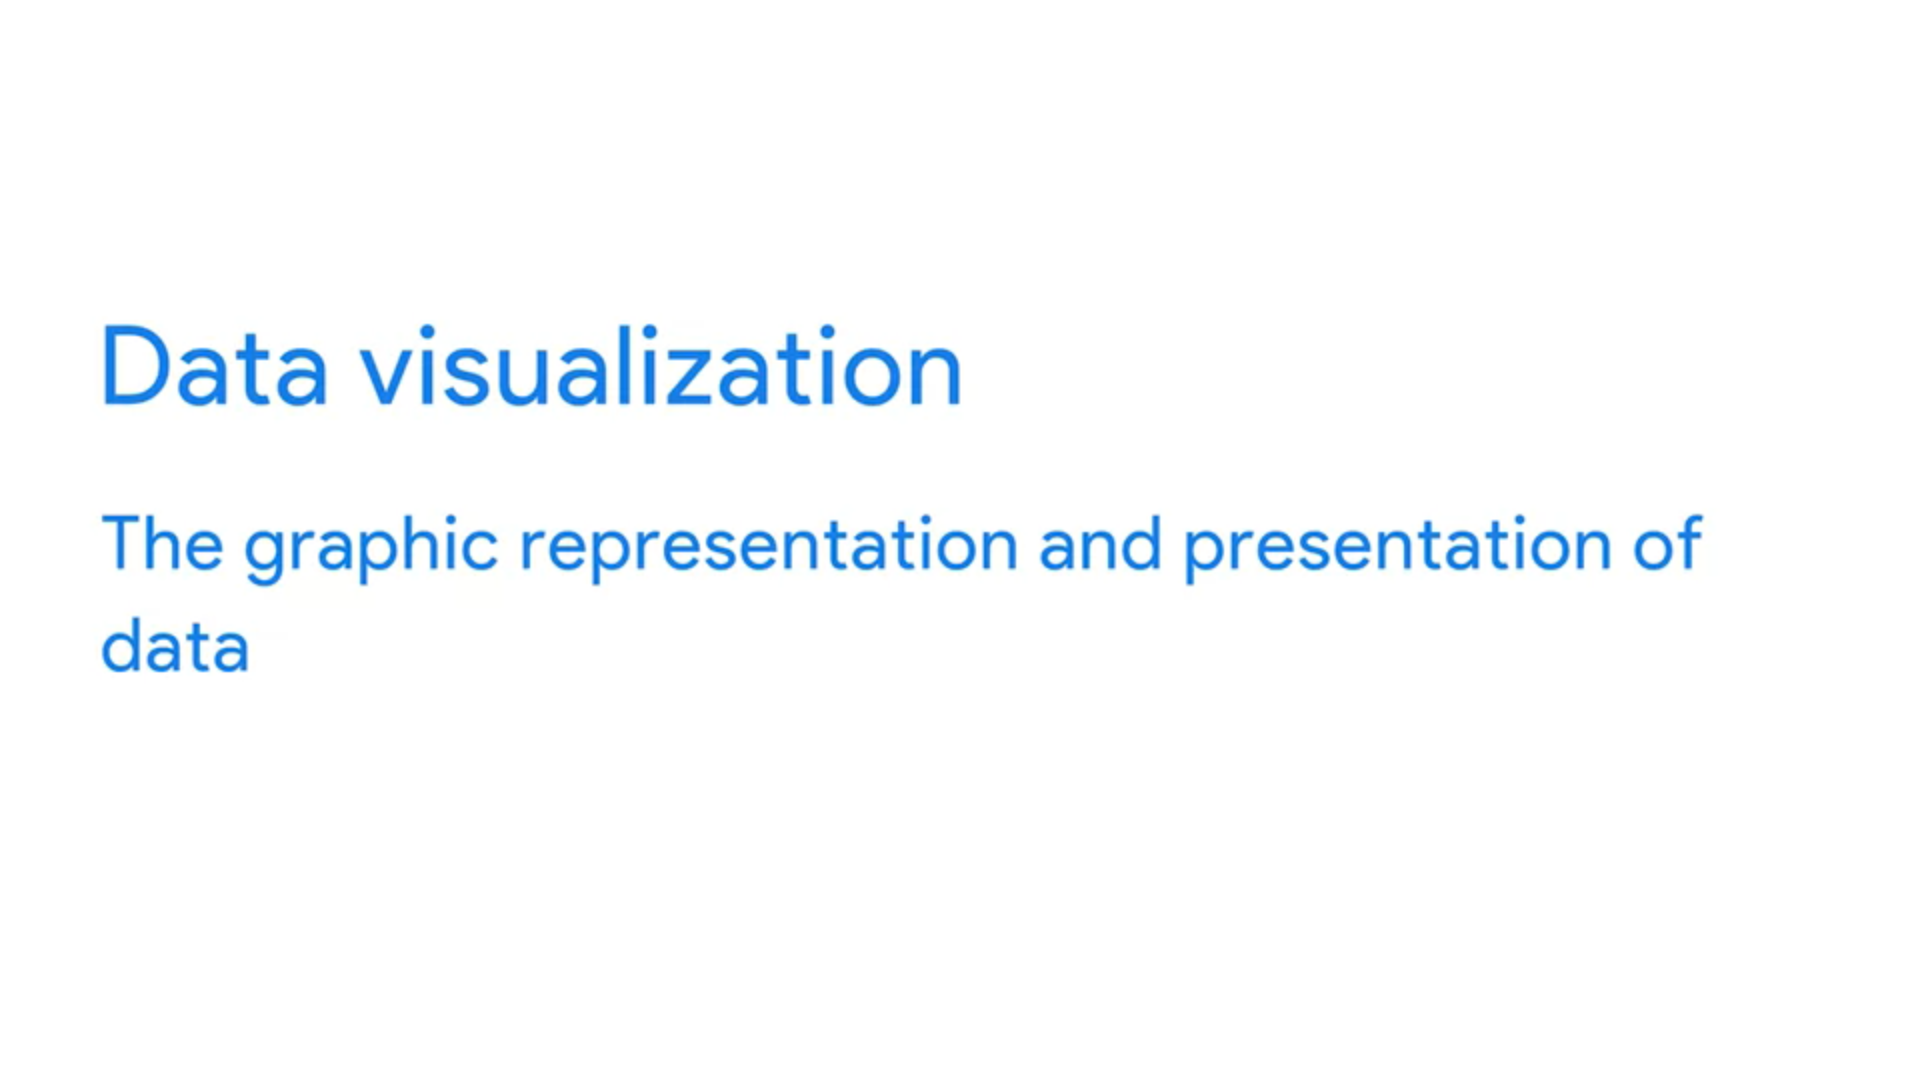 Data visualization
The graphic representation and presentation of
data